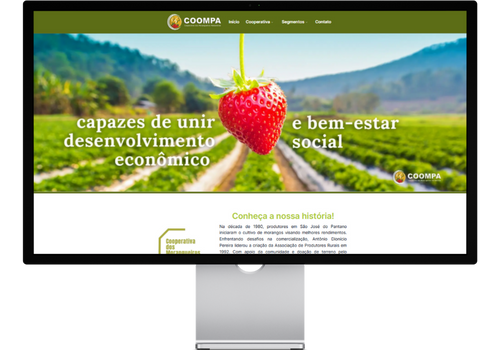 COOMPA
Início Cooperativa Segmentos Contato
capazes de unir
desenvolvimento
econômico
e bem-estar
social
COOMPA
Conheça a nossa história!
Cooperativa
dos
Morangueiros
Na década de 1980, produtores em São José do Pantano
iniciaram o cultivo de morangos visando melhores rendimentos.
Enfrentando desafios na comercialização, Antônio Dionício
Pereira liderou a criação da Associação de Produtores Rurais em
1992. Com apoio da comunidade e doação de terreno pelo